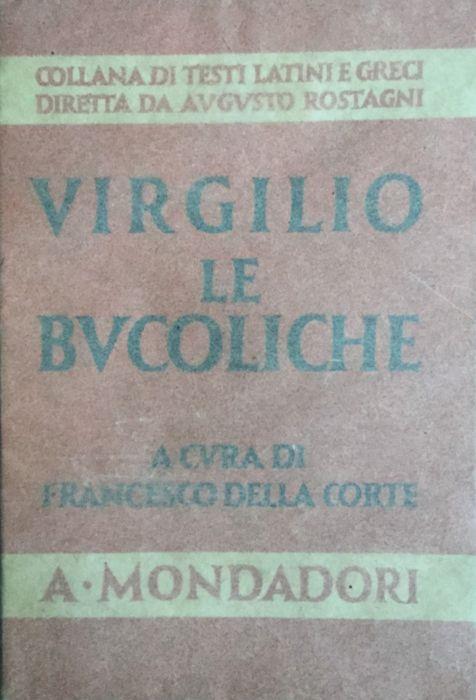 COLLANA DI TESTI LATINI E GRECI
DIRETTA DA AVGVSTO ROSTAGNI
VIRGILIO
LE
BVCOLICHE
A CVRA DI
FRANCESCO DELLA CORTE
A · MONDADORI